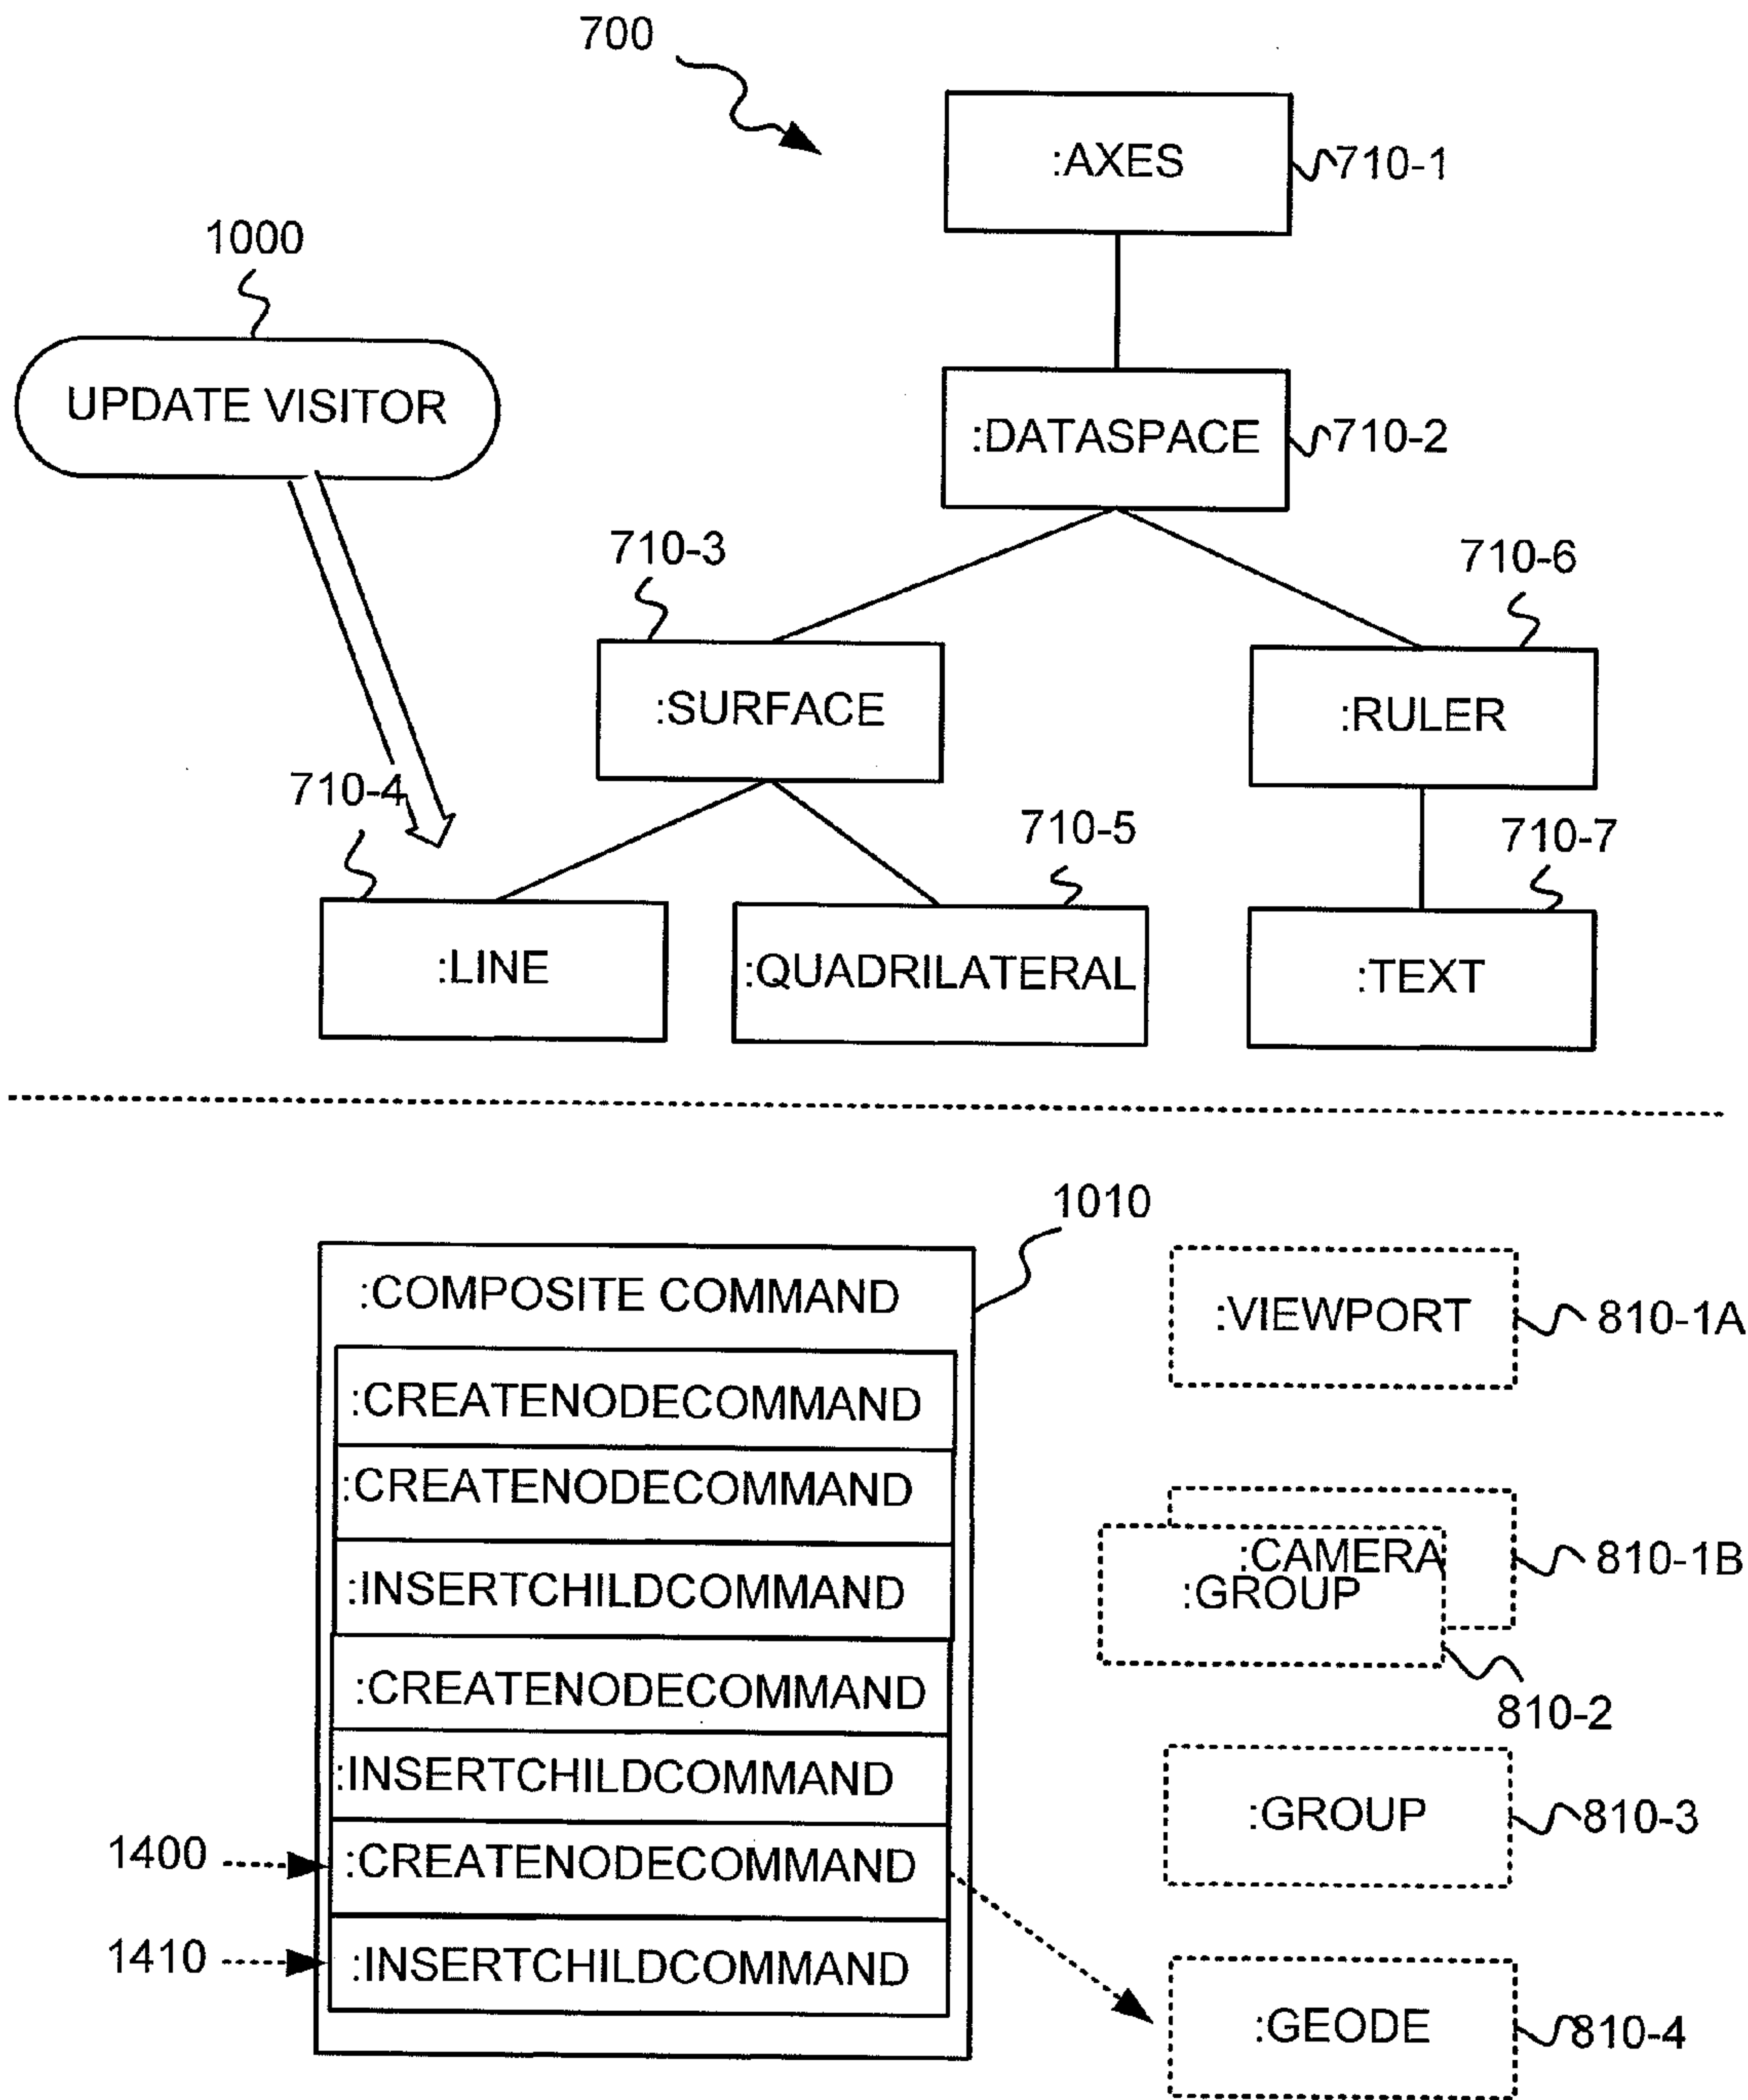 700
:AXES
710-1
1000
UPDATE VISITOR
:DATASPACE
710-2
710-3
710-6
:SURFACE
:RULER
710-4
710-5
710-7
:LINE
:QUADRILATERAL
:TEXT
1010
:COMPOSITE COMMAND
:VIEWPORT
810-1A
:CREATENODECOMMAND
:CREATENODECOMMAND
:CAMERA
810-1B
:INSERTCHILDCOMMAND
:GROUP
:CREATENODECOMMAND
810-2
:INSERTCHILDCOMMAND
:GROUP
810-3
1400
:CREATENODECOMMAND
1410
:INSERTCHILDCOMMAND
:GEODE
810-4